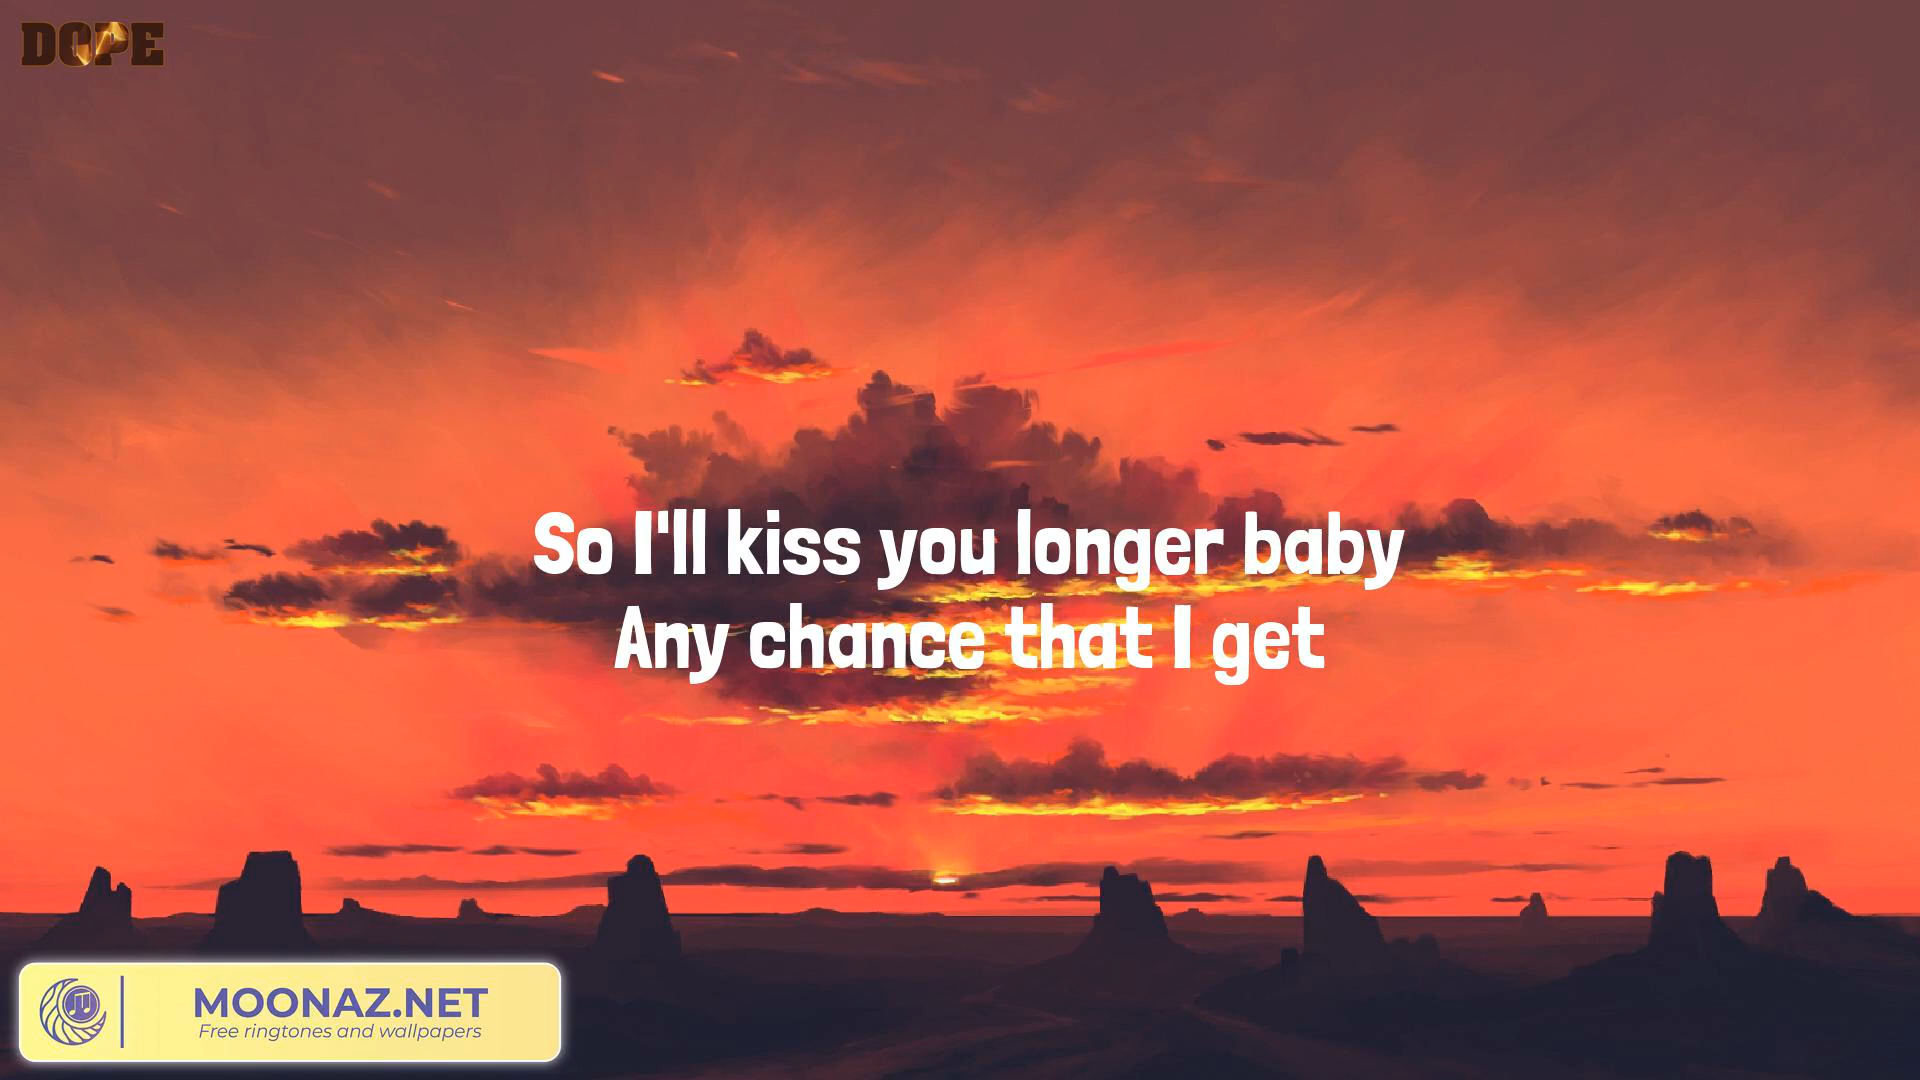 DOPE
So I'll kiss you longer baby
Any chance that I get
MOONAZ.NET
Free ringtones and wallpapers